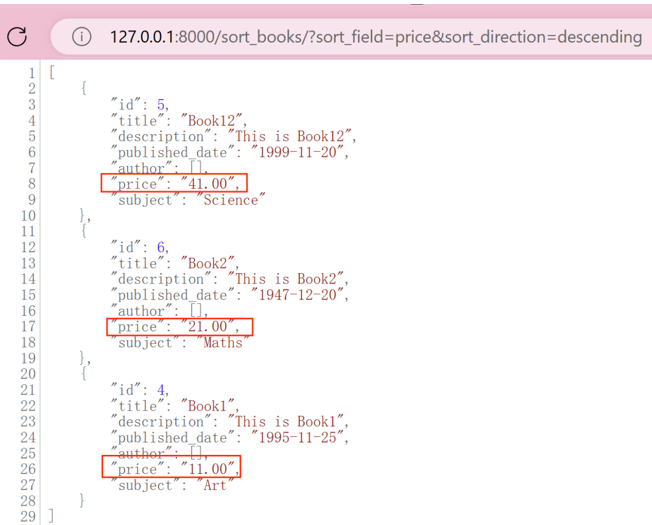 127.0.0.1:8000/sort_books/?sort_field=price&sort_direction=descending
1 [
2 {
3 "id": 5,
4 "title": "Book12",
5 "description": "This is Book12",
6 "published_date": "1999-11-20",
7 "author": [],
8 "price": "41.00",
9 "subject": "Science"
10 },
11 {
12 "id": 6,
13 "title": "Book2",
14 "description": "This is Book2",
15 "published_date": "1947-12-20",
16 "author": [],
17 "price": "21.00",
18 "subject": "Maths"
19 },
20 {
21 "id": 4,
22 "title": "Book1",
23 "description": "This is Book1",
24 "published_date": "1995-11-25",
25 "author": [],
26 "price": "11.00",
27 "subject": "Art"
28 }
29 ]